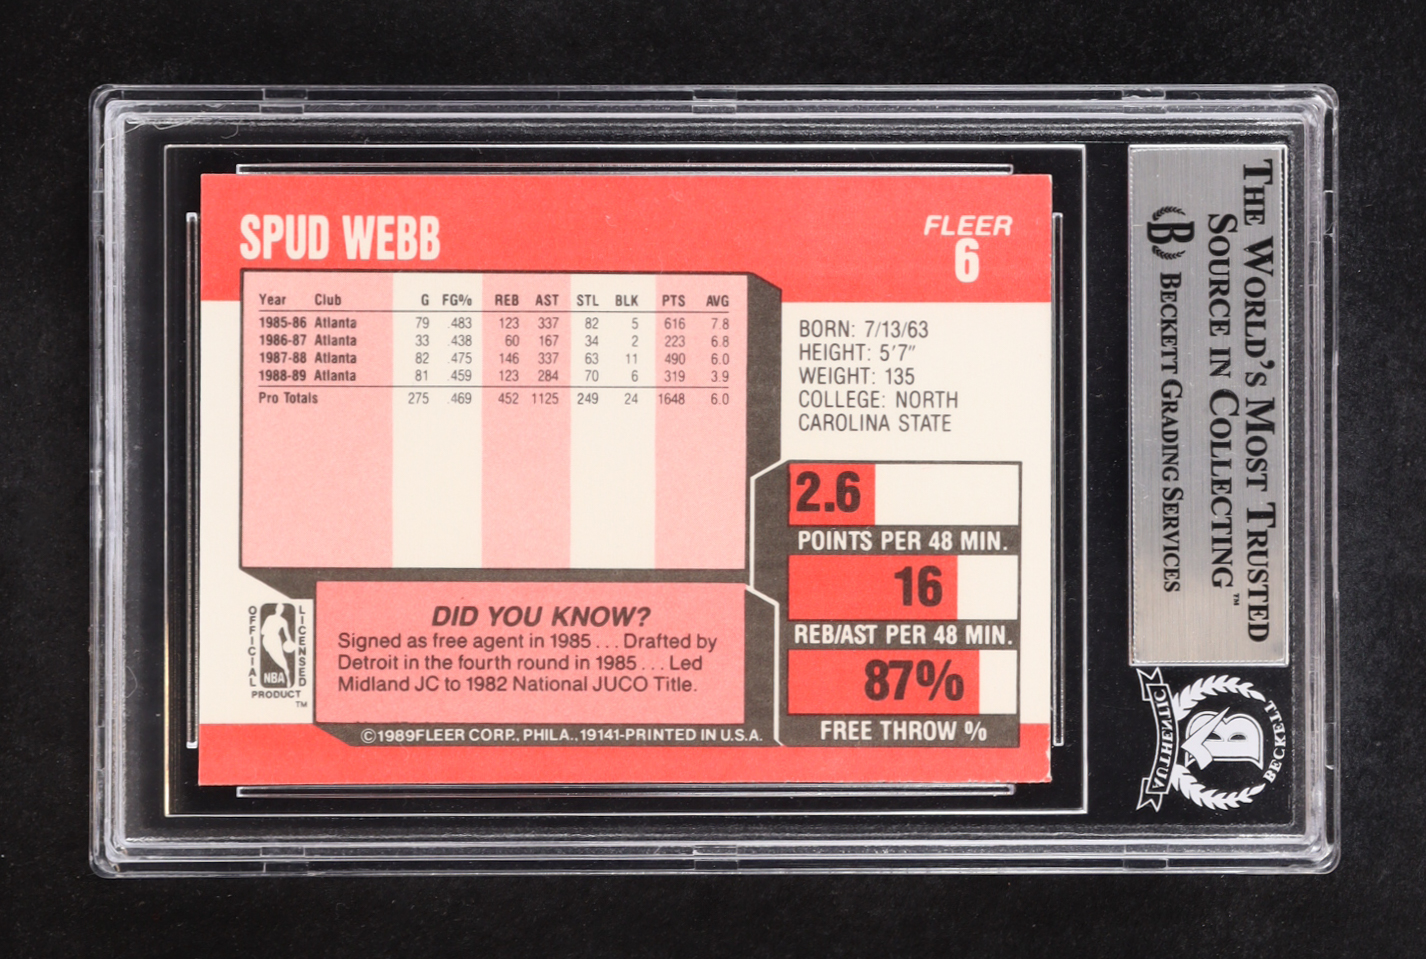 SPUD WEBB
FLEER
6
Year Club G FG% REB AST STL BLK PTS AVG
1985-86 Atlanta 79 .483 123 337 82 5 616 7.8
1986-87 Atlanta 33 .438 60 167 34 2 223 6.8
1987-88 Atlanta 82 .475 146 337 63 11 490 6.0
1988-89 Atlanta 81 .459 123 284 70 6 319 3.9
Pro Totals 275 .469 452 1125 249 24 1648 6.0
BORN: 7/13/63
HEIGHT: 5'7"
WEIGHT: 135
COLLEGE: NORTH
CAROLINA STATE
2.6
POINTS PER 48 MIN.
16
REB/AST PER 48 MIN.
87%
FREE THROW %
OFFICIAL
LICENSED
NBA
PRODUCT
TM
DID YOU KNOW?
Signed as free agent in 1985 . . . Drafted by
Detroit in the fourth round in 1985 . . . Led
Midland JC to 1982 National JUCO Title.
©1989FLEER CORP., PHILA., 19141-PRINTED IN U.S.A.
THE WORLD'S MOST TRUSTED
SOURCE IN COLLECTING™
B BECKETT GRADING SERVICES
AUTHENTIC
B
BECKETT